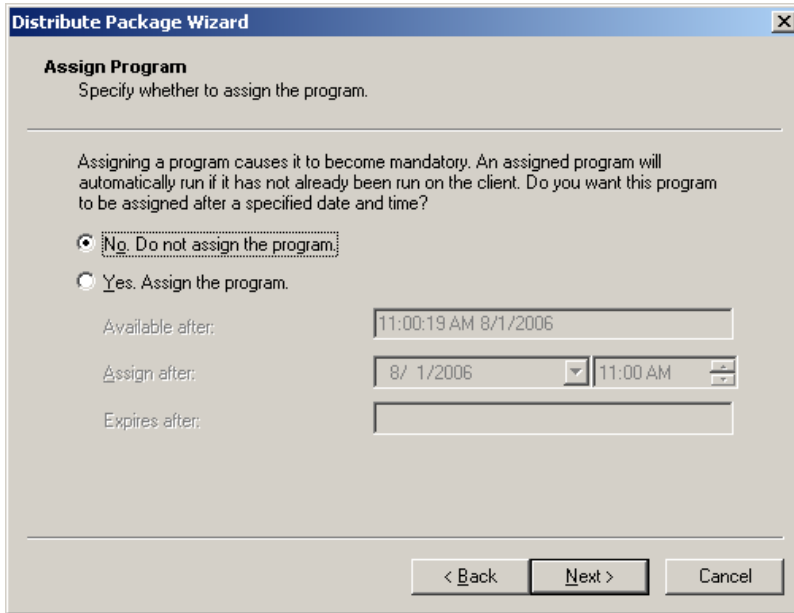 Distribute Package Wizard
Assign Program
Specify whether to assign the program.
Assigning a program causes it to become mandatory. An assigned program will
automatically run if it has not already been run on the client. Do you want this program
to be assigned after a specified date and time?
No. Do not assign the program.
Yes. Assign the program.
Available after: 11:00:19 AM 8/1/2006
Assign after: 8/ 1/2006 11:00 AM
Expires after:
< Back Next > Cancel